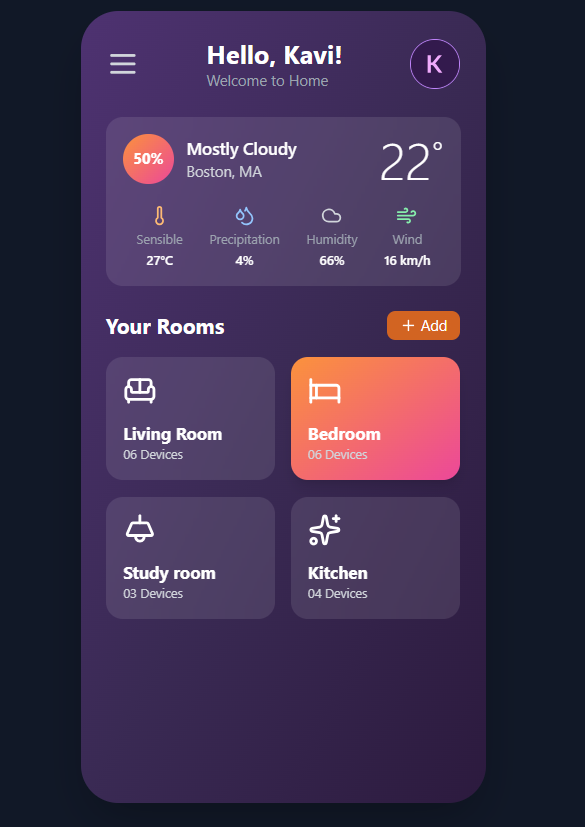 Hello, Kavi!
Welcome to Home
K
50%
Mostly Cloudy
Boston, MA
22°
Sensible
Precipitation
Humidity
Wind
27°C
4%
66%
16 km/h
Your Rooms
+ Add
Living Room
06 Devices
Bedroom
06 Devices
Study room
03 Devices
Kitchen
04 Devices